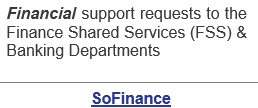 Financial support requests to the
Finance Shared Services (FSS) &
Banking Departments
SoFinance